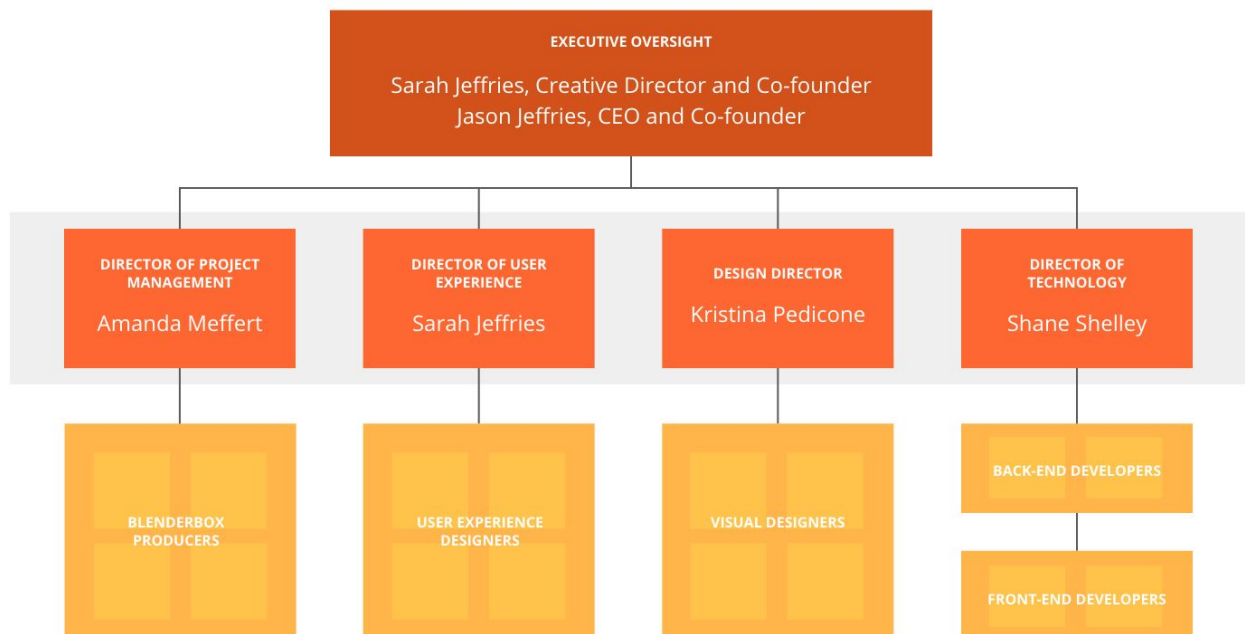 EXECUTIVE OVERSIGHT
Sarah Jeffries, Creative Director and Co-founder
Jason Jeffries, CEO and Co-founder
DIRECTOR OF PROJECT
MANAGEMENT
Amanda Meffert
DIRECTOR OF USER
EXPERIENCE
Sarah Jeffries
DESIGN DIRECTOR
Kristina Pedicone
DIRECTOR OF
TECHNOLOGY
Shane Shelley
BLENDERBOX
PRODUCERS
USER EXPERIENCE
DESIGNERS
VISUAL DESIGNERS
BACK-END DEVELOPERS
FRONT-END DEVELOPERS